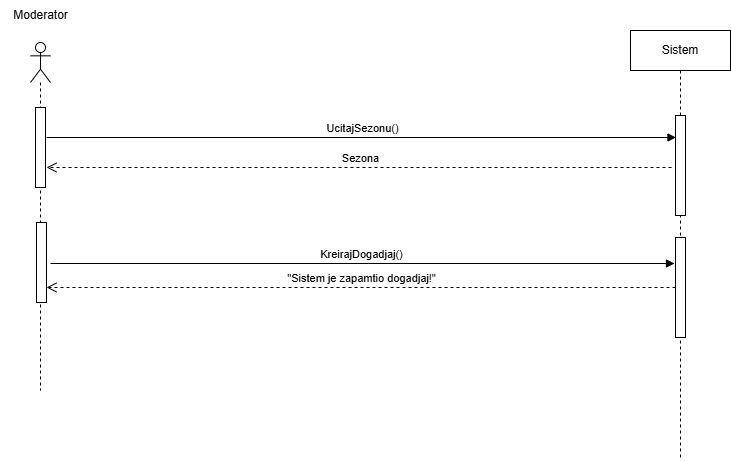 Moderator
Sistem
UcitajSezonu()
Sezona
KreirajDogadjaj()
"Sistem je zapamtio dogadjaj!"